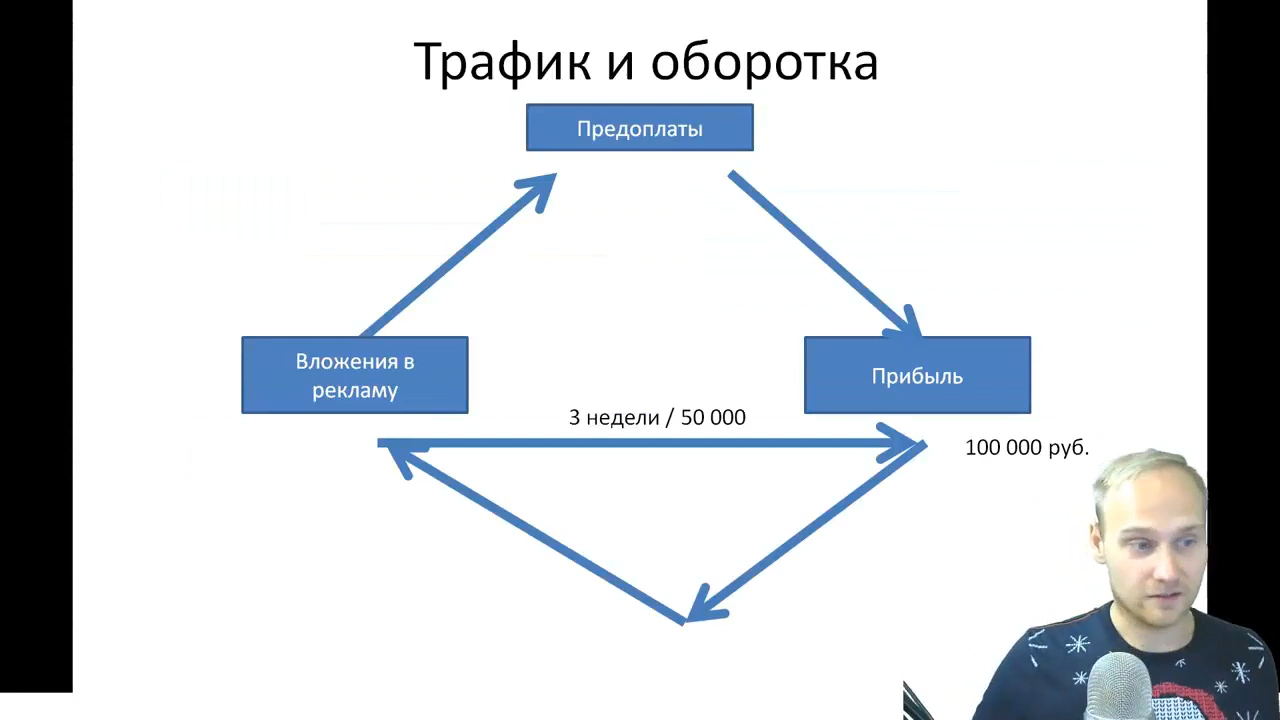 Трафик и оборотка
Предоплаты
Вложения в
рекламу
Прибыль
3 недели / 50 000
100 000 руб.